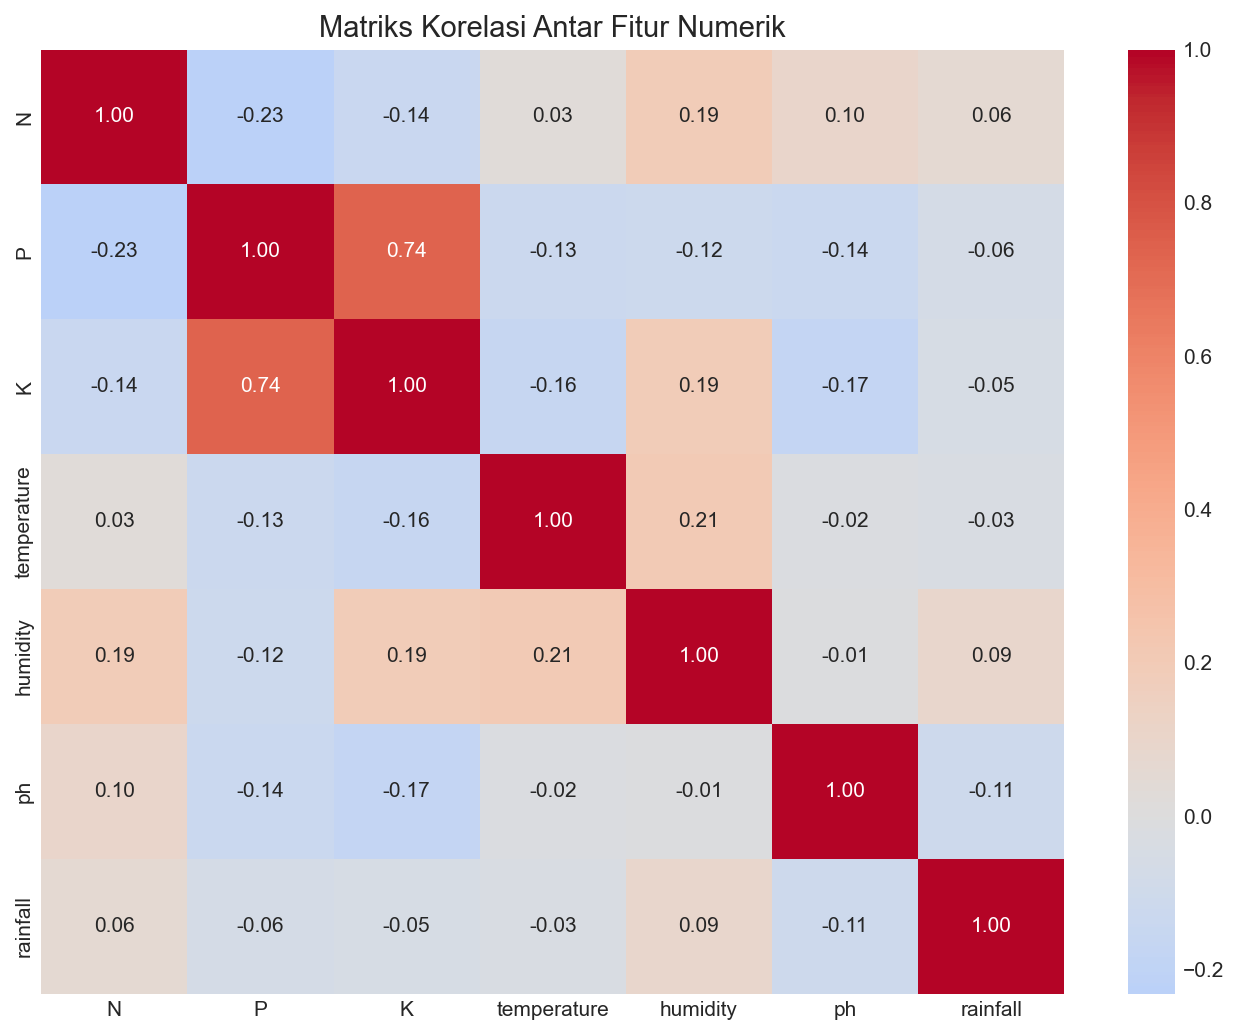 Matriks Korelasi Antar Fitur Numerik
N 1.00 -0.23 -0.14 0.03 0.19 0.10 0.06
P -0.23 1.00 0.74 -0.13 -0.12 -0.14 -0.06
K -0.14 0.74 1.00 -0.16 0.19 -0.17 -0.05
temperature 0.03 -0.13 -0.16 1.00 0.21 -0.02 -0.03
humidity 0.19 -0.12 0.19 0.21 1.00 -0.01 0.09
ph 0.10 -0.14 -0.17 -0.02 -0.01 1.00 -0.11
rainfall 0.06 -0.06 -0.05 -0.03 0.09 -0.11 1.00
N P K temperature humidity ph rainfall
1.0
0.8
0.6
0.4
0.2
0.0
−0.2